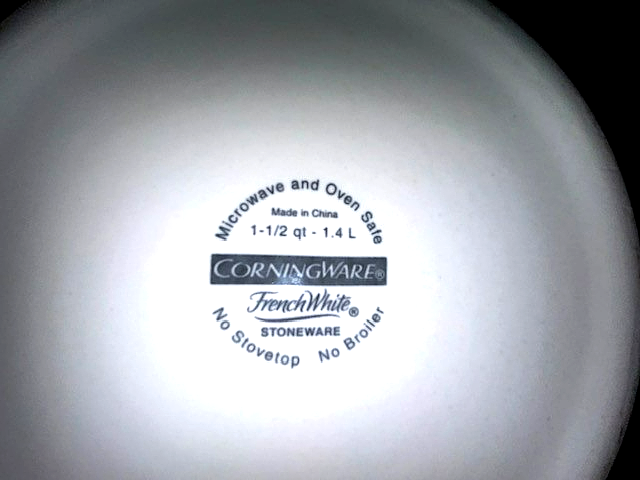 Microwave and Oven Safe
Made in China
1-1/2 qt - 1.4 L
CORNINGWARE®
FrenchWhite®
STONEWARE
No Stovetop No Broiler